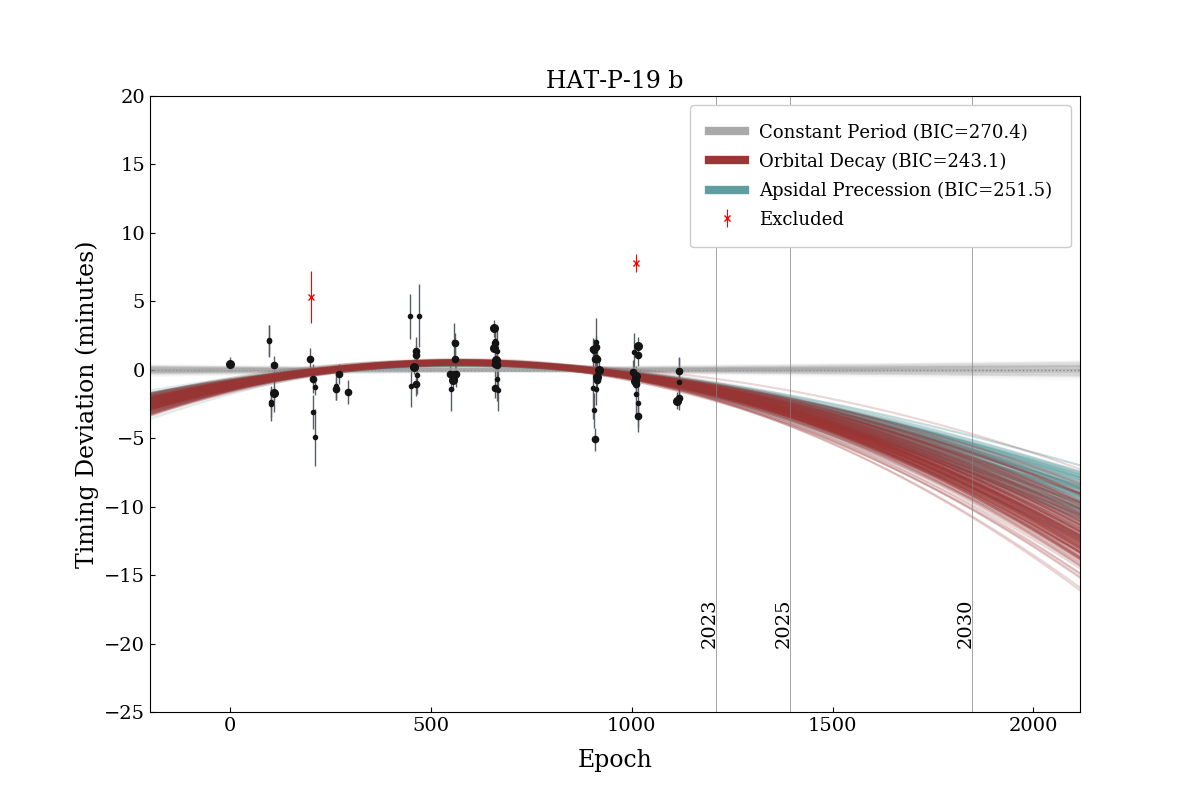 HAT-P-19 b
Constant Period (BIC=270.4)
Orbital Decay (BIC=243.1)
Apsidal Precession (BIC=251.5)
Excluded
Timing Deviation (minutes)
20
15
10
5
0
−5
−10
−15
−20
−25
2023
2025
2030
0
500
1000
1500
2000
Epoch